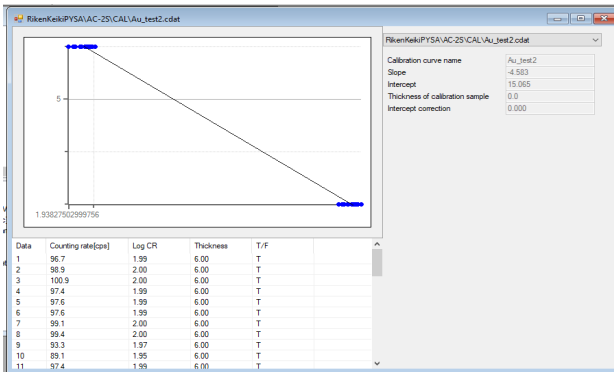 RikenKeikiPYSA\AC-2S\CAL\Au_test2.cdat
RikenKeikiPYSA\AC-2S\CAL\Au_test2.cdat
Calibration curve name Au_test2
Slope -4.583
Intercept 15.065
Thickness of calibration sample 0.0
Intercept correction 0.000
5
1.93827502999756
Data Counting rate[cps] Log CR Thickness T/F
1 96.7 1.99 6.00 T
2 98.9 2.00 6.00 T
3 100.9 2.00 6.00 T
4 97.4 1.99 6.00 T
5 97.6 1.99 6.00 T
6 97.6 1.99 6.00 T
7 99.1 2.00 6.00 T
8 99.4 2.00 6.00 T
9 93.3 1.97 6.00 T
10 89.1 1.95 6.00 T
11 97.4 1.99 6.00 T